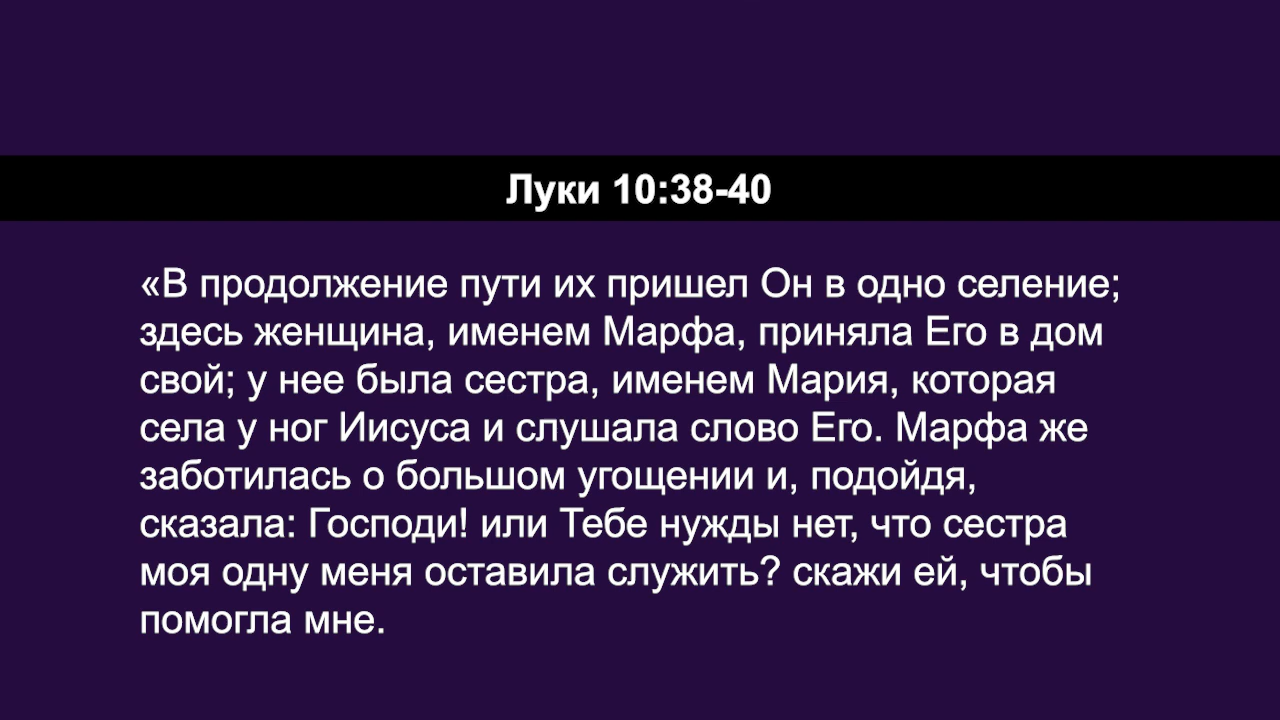 Луки 10:38-40
«В продолжение пути их пришел Он в одно селение;
здесь женщина, именем Марфа, приняла Его в дом
свой; у нее была сестра, именем Мария, которая
села у ног Иисуса и слушала слово Его. Марфа же
заботилась о большом угощении и, подойдя,
сказала: Господи! или Тебе нужды нет, что сестра
моя одну меня оставила служить? скажи ей, чтобы
помогла мне.